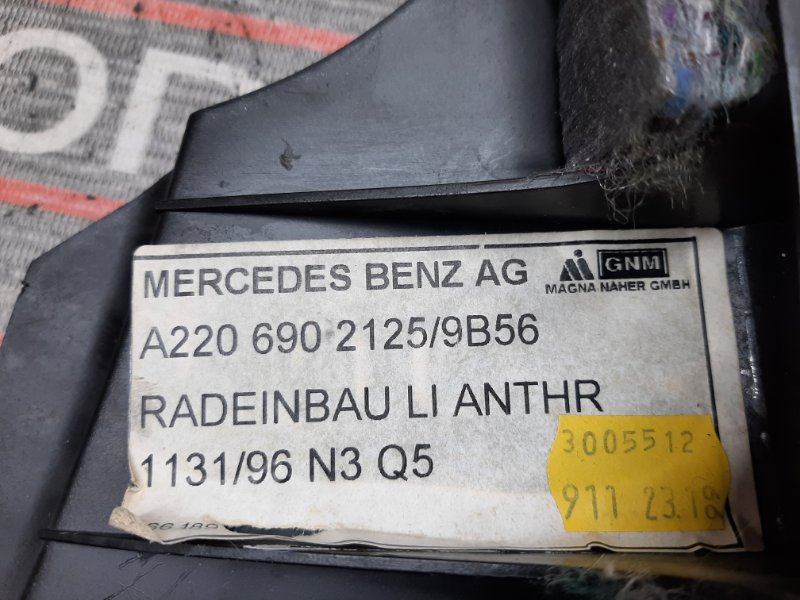 MERCEDES BENZ AG
GNM
MAGNA NAHER GMBH
A220 690 2125/9B56
RADEINBAU LI ANTHR
1131/96 N3 Q5
3005512
911 23.19